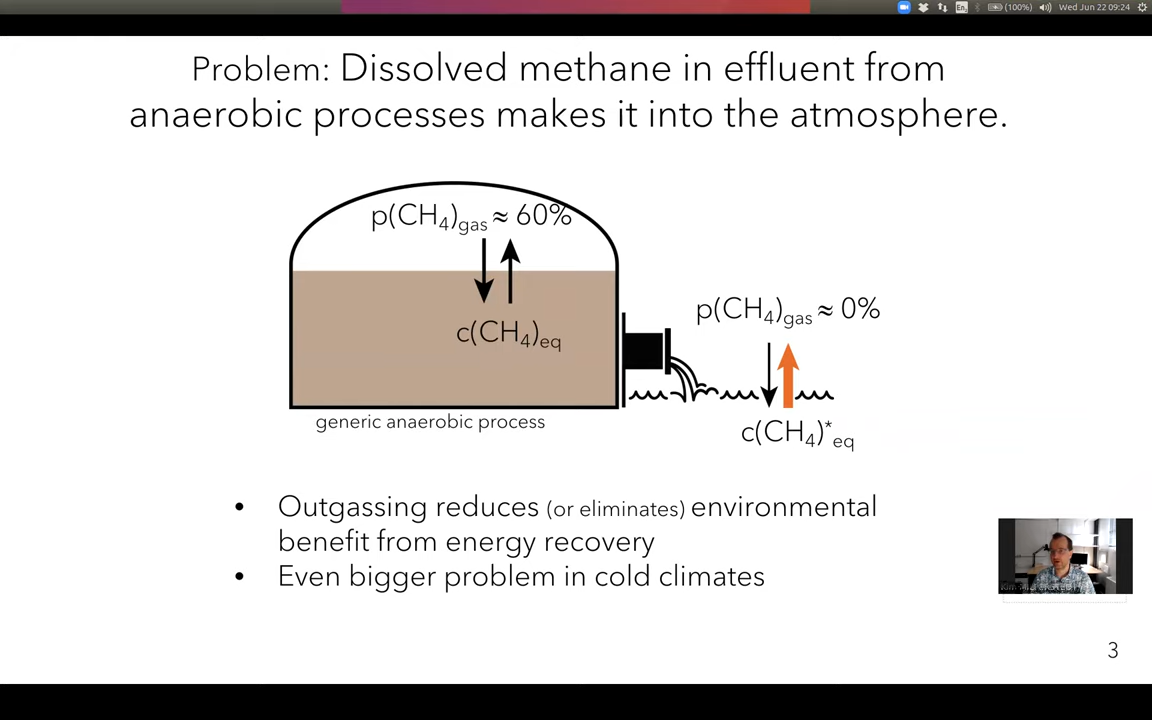 En
(100%)
Wed Jun 22 09:24
Problem: Dissolved methane in effluent from
anaerobic processes makes it into the atmosphere.
p(CH₄)gas ≈ 60%
c(CH₄)eq
p(CH₄)gas ≈ 0%
c(CH₄)*eq
generic anaerobic process
• Outgassing reduces (or eliminates) environmental
benefit from energy recovery
• Even bigger problem in cold climates
3